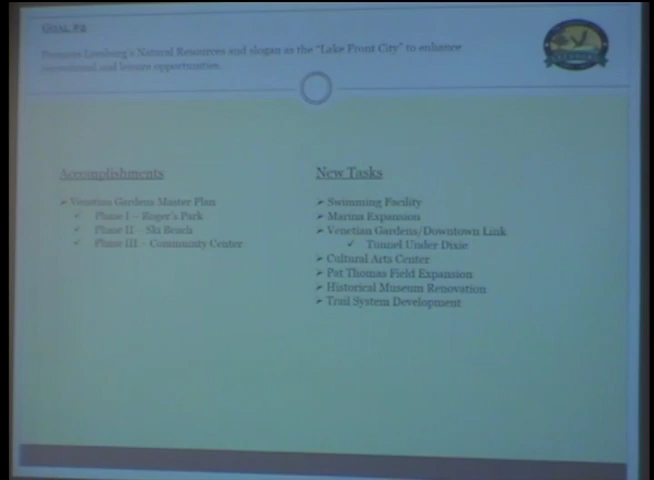 GOAL #2
Promote Leesburg's Natural Resources and slogan as the "Lake Front City" to enhance
recreational and leisure opportunities.
Accomplishments
➢ Venetian Gardens Master Plan
✓ Phase I – Roger's Park
✓ Phase II – Ski Beach
✓ Phase III – Community Center
New Tasks
➢ Swimming Facility
➢ Marina Expansion
➢ Venetian Gardens/Downtown Link
✓ Tunnel Under Dixie
➢ Cultural Arts Center
➢ Pat Thomas Field Expansion
➢ Historical Museum Renovation
➢ Trail System Development